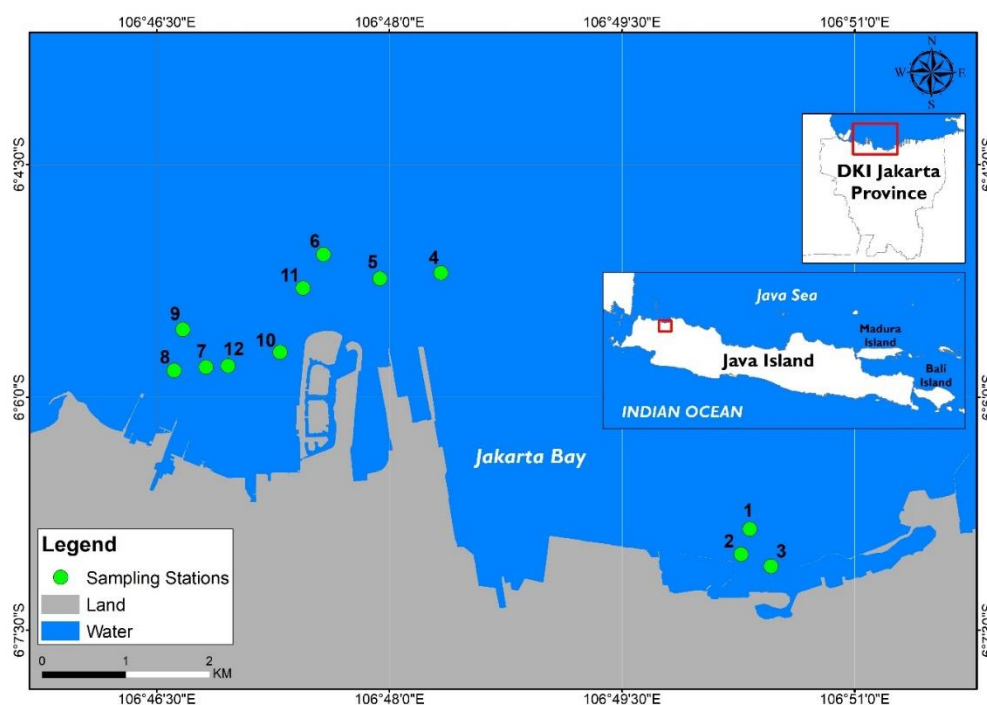 106°46'30"E 106°48'0"E 106°49'30"E 106°51'0"E
N
W E
S
6°4'30"S 6°4'30"S
DKI Jakarta
Province
6
5
4
11
Java Sea
9
Madura
Island
10
8
7
12
Java Island
Bali
Island
6°6'0"S 6°6'0"S
INDIAN OCEAN
Jakarta Bay
1
2
3
Legend
Sampling Stations
Land
Water
6°7'30"S 6°7'30"S
0 1 2
KM
106°46'30"E 106°48'0"E 106°49'30"E 106°51'0"E